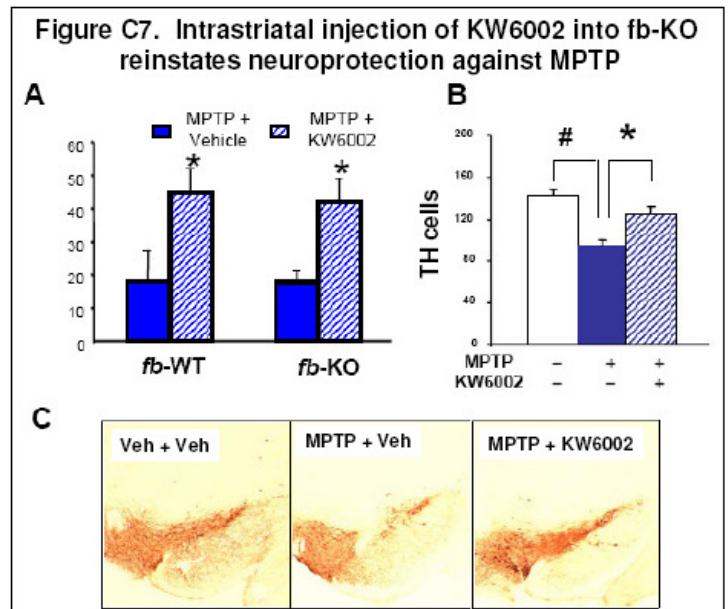 Figure C7. Intrastriatal injection of KW6002 into fb-KO
reinstates neuroprotection against MPTP
A
MPTP + Vehicle
MPTP + KW6002
60
50
40
30
20
10
0
*
*
fb-WT
fb-KO
B
TH cells
200
160
120
80
40
0
#
*
MPTP – + +
KW6002 – – +
C
Veh + Veh
MPTP + Veh
MPTP + KW6002